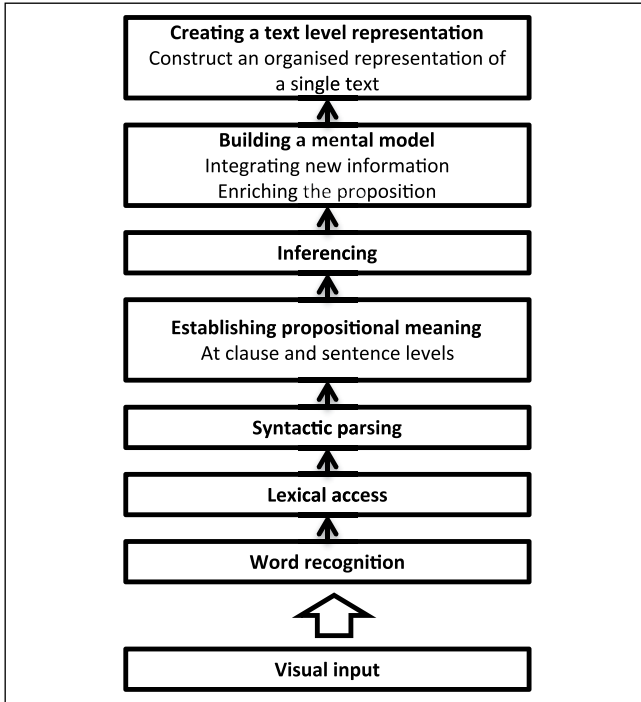 Creating a text level representation
Construct an organised representation of
a single text
Building a mental model
Integrating new information
Enriching the proposition
Inferencing
Establishing propositional meaning
At clause and sentence levels
Syntactic parsing
Lexical access
Word recognition
Visual input